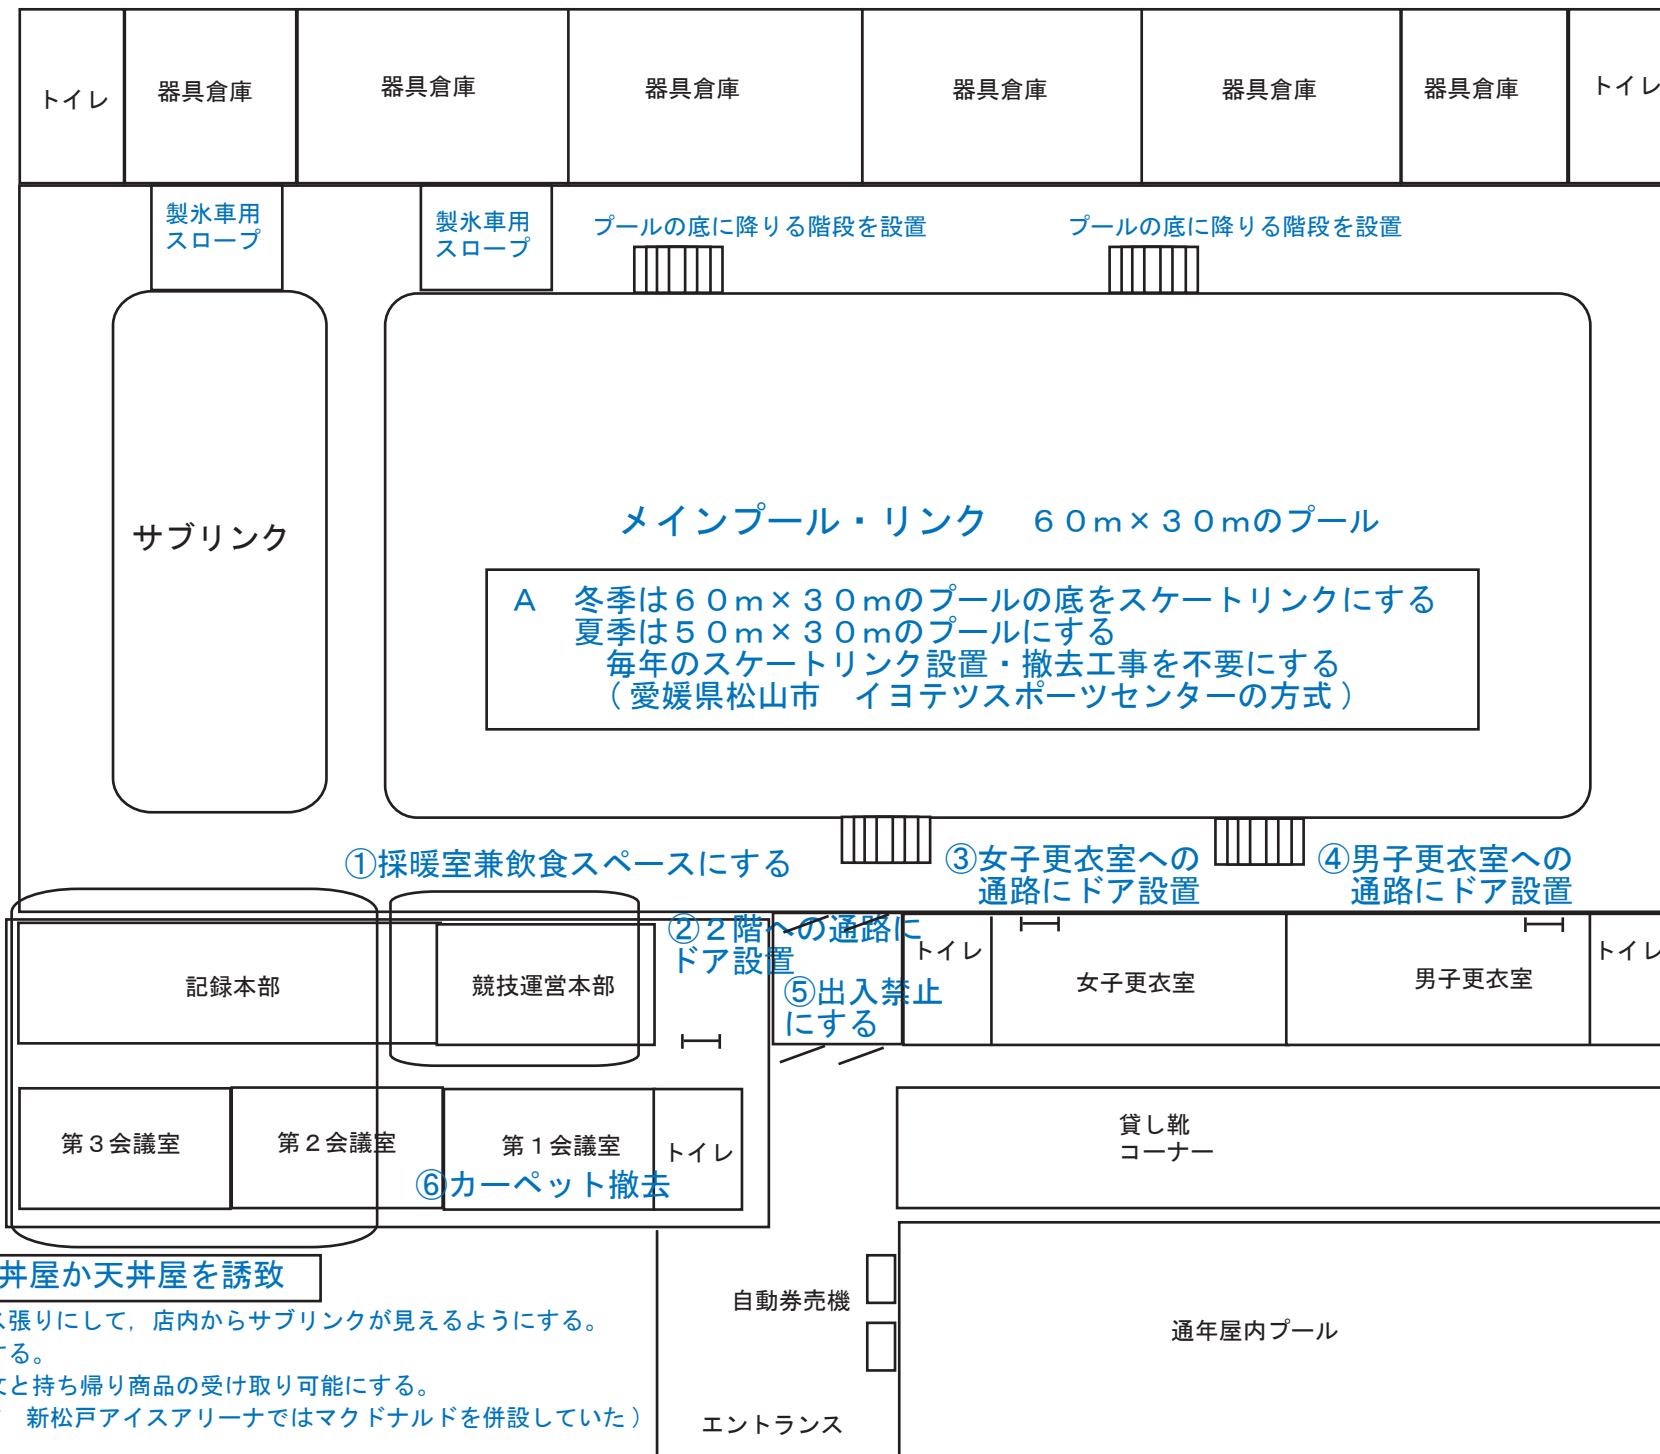 トイレ
器具倉庫
器具倉庫
器具倉庫
器具倉庫
器具倉庫
器具倉庫
トイレ
製氷車用
スロープ
製氷車用
スロープ
プールの底に降りる階段を設置
プールの底に降りる階段を設置
サブリンク
メインプール・リンク　６０ｍ×３０ｍのプール
Ａ　冬季は６０ｍ×３０ｍのプールの底をスケートリンクにする
夏季は５０ｍ×３０ｍのプールにする
毎年のスケートリンク設置・撤去工事を不要にする
（愛媛県松山市　イヨテツスポーツセンターの方式）
①採暖室兼飲食スペースにする
③女子更衣室への
通路にドア設置
④男子更衣室への
通路にドア設置
②２階への通路に
ドア設置
⑤出入禁止
にする
記録本部
競技運営本部
トイレ
女子更衣室
男子更衣室
トイレ
第３会議室
第２会議室
第１会議室
トイレ
⑥カーペット撤去
貸し靴
コーナー
丼屋か天丼屋を誘致
張りにして，店内からサブリンクが見えるようにする。
する。
と持ち帰り商品の受け取り可能にする。
新松戸アイスアリーナではマクドナルドを併設していた）
自動券売機
エントランス
通年屋内プール